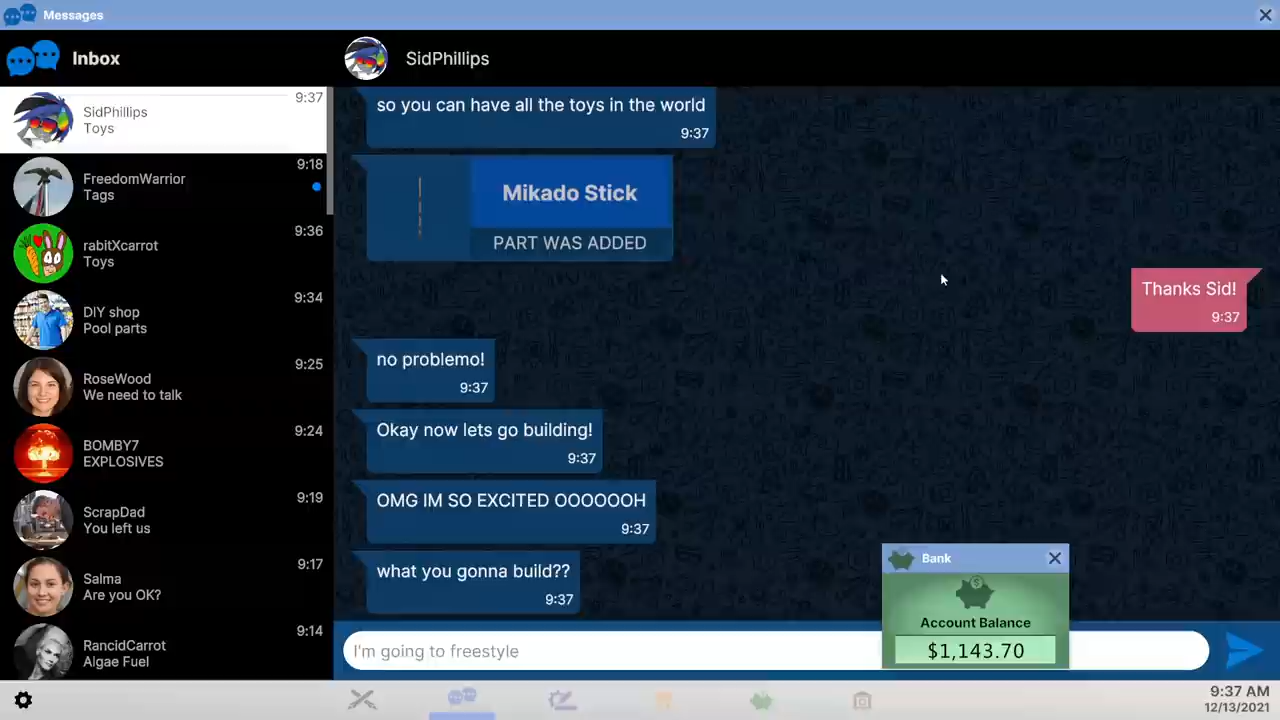 Messages
Inbox
SidPhillips
9:37
SidPhillips
Toys
9:18
FreedomWarrior
Tags
9:36
rabitXcarrot
Toys
9:34
DIY shop
Pool parts
9:25
RoseWood
We need to talk
9:24
BOMBY7
EXPLOSIVES
9:19
ScrapDad
You left us
9:17
Salma
Are you OK?
9:14
RancidCarrot
Algae Fuel
so you can have all the toys in the world
9:37
Mikado Stick
PART WAS ADDED
Thanks Sid!
9:37
no problemo!
9:37
Okay now lets go building!
9:37
OMG IM SO EXCITED OOOOOOH
9:37
what you gonna build??
9:37
I'm going to freestyle
Bank
Account Balance
$1,143.70
9:37 AM
12/13/2021